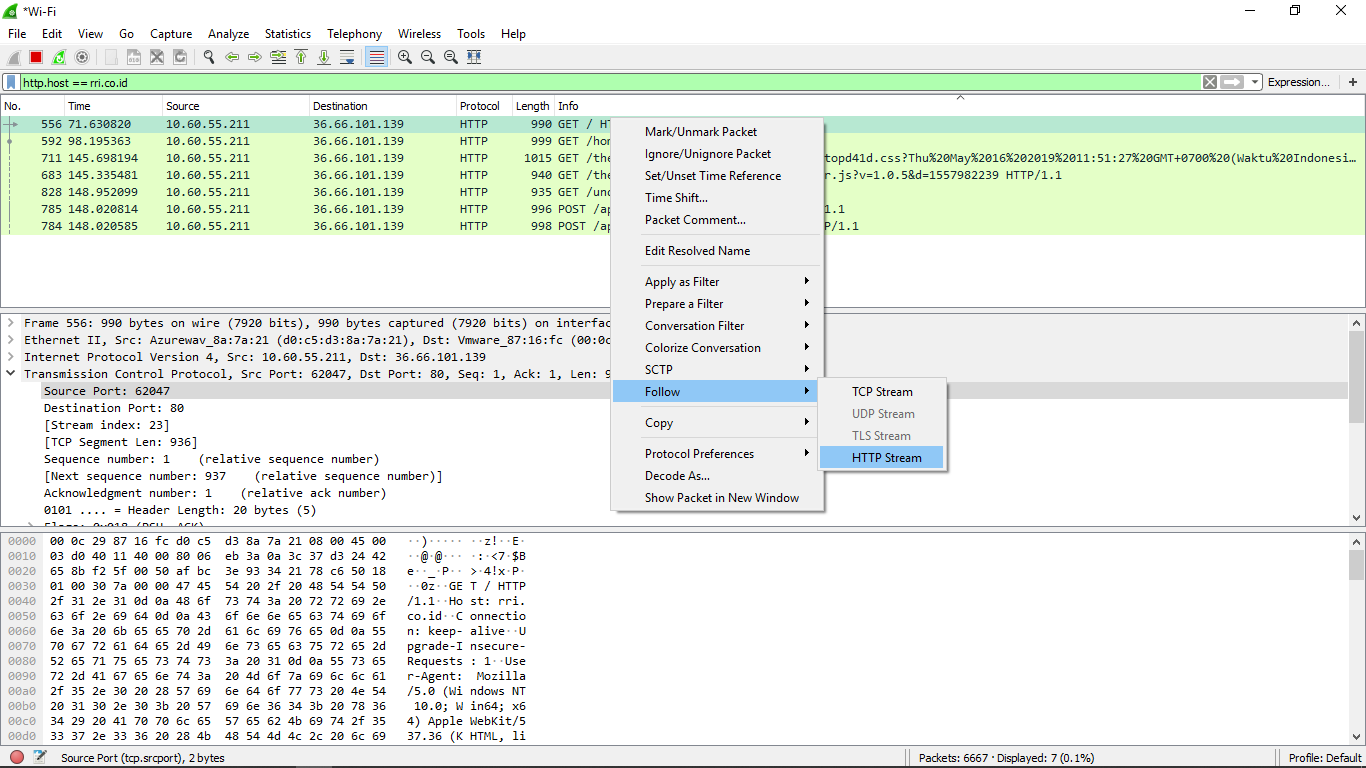 *Wi-Fi
File Edit View Go Capture Analyze Statistics Telephony Wireless Tools Help
http.host == rri.co.id
Expression... +
No. Time Source Destination Protocol Length Info
556 71.630820 10.60.55.211 36.66.101.139 HTTP 990 GET / HT
592 98.195363 10.60.55.211 36.66.101.139 HTTP 999 GET /hom
711 145.698194 10.60.55.211 36.66.101.139 HTTP 1015 GET /the topd41d.css?Thu%20May%2016%202019%2011:51:27%20GMT+0700%20(Waktu%20Indonesi…
683 145.335481 10.60.55.211 36.66.101.139 HTTP 940 GET /the r.js?v=1.0.5&d=1557982239 HTTP/1.1
828 148.952099 10.60.55.211 36.66.101.139 HTTP 935 GET /und
785 148.020814 10.60.55.211 36.66.101.139 HTTP 996 POST /ap 1.1
784 148.020585 10.60.55.211 36.66.101.139 HTTP 998 POST /ap P/1.1
Mark/Unmark Packet
Ignore/Unignore Packet
Set/Unset Time Reference
Time Shift...
Packet Comment...
Edit Resolved Name
Apply as Filter
Prepare a Filter
Conversation Filter
Colorize Conversation
SCTP
Follow
Copy
Protocol Preferences
Decode As...
Show Packet in New Window
TCP Stream
UDP Stream
TLS Stream
HTTP Stream
Frame 556: 990 bytes on wire (7920 bits), 990 bytes captured (7920 bits) on interfac
Ethernet II, Src: Azurewav_8a:7a:21 (d0:c5:d3:8a:7a:21), Dst: Vmware_87:16:fc (00:0c
Internet Protocol Version 4, Src: 10.60.55.211, Dst: 36.66.101.139
Transmission Control Protocol, Src Port: 62047, Dst Port: 80, Seq: 1, Ack: 1, Len: 9
Source Port: 62047
Destination Port: 80
[Stream index: 23]
[TCP Segment Len: 936]
Sequence number: 1 (relative sequence number)
[Next sequence number: 937 (relative sequence number)]
Acknowledgment number: 1 (relative ack number)
0101 .... = Header Length: 20 bytes (5)
Flags: 0x018 (PSH, ACK)
0000 00 0c 29 87 16 fc d0 c5 d3 8a 7a 21 08 00 45 00 ··)····· ··z!··E·
0010 03 d0 40 11 40 00 80 06 eb 3a 0a 3c 37 d3 24 42 ··@·@··· ·:·<7·$B
0020 65 8b f2 5f 00 50 af bc 3e 93 34 21 78 c6 50 18 e··_·P·· >·4!x·P·
0030 01 00 30 7a 00 00 47 45 54 20 2f 20 48 54 54 50 ··0z··GE T / HTTP
0040 2f 31 2e 31 0d 0a 48 6f 73 74 3a 20 72 72 69 2e /1.1··Ho st: rri.
0050 63 6f 2e 69 64 0d 0a 43 6f 6e 6e 65 63 74 69 6f co.id··C onnectio
0060 6e 3a 20 6b 65 65 70 2d 61 6c 69 76 65 0d 0a 55 n: keep- alive··U
0070 70 67 72 61 64 65 2d 49 6e 73 65 63 75 72 65 2d pgrade-I nsecure-
0080 52 65 71 75 65 73 74 73 3a 20 31 0d 0a 55 73 65 Requests : 1··Use
0090 72 2d 41 67 65 6e 74 3a 20 4d 6f 7a 69 6c 6c 61 r-Agent: Mozilla
00a0 2f 35 2e 30 20 28 57 69 6e 64 6f 77 73 20 4e 54 /5.0 (Wi ndows NT
00b0 20 31 30 2e 30 3b 20 57 69 6e 36 34 3b 20 78 36 10.0; W in64; x6
00c0 34 29 20 41 70 70 6c 65 57 65 62 4b 69 74 2f 35 4) Apple WebKit/5
00d0 33 37 2e 33 36 20 28 4b 48 54 4d 4c 2c 20 6c 69 37.36 (K HTML, li
Source Port (tcp.srcport), 2 bytes
Packets: 6667 · Displayed: 7 (0.1%)
Profile: Default